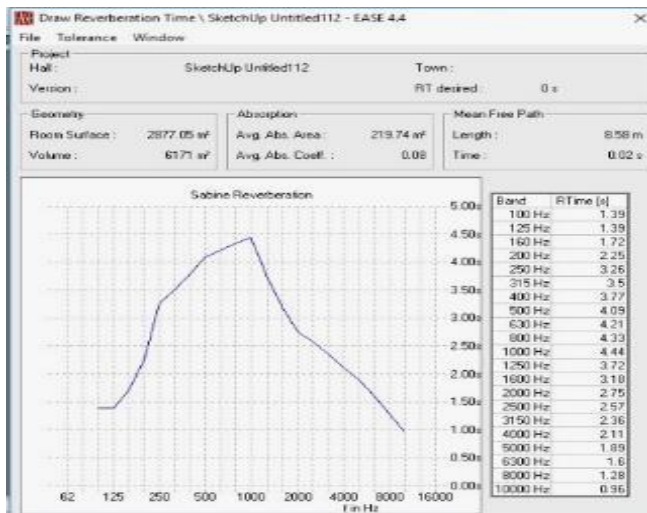 Draw Reverberation Time \ SketchUp Untitled112 - EASE 4.4
File Tolerance Window
Project
Hall : SketchUp Untitled112 Town :
Version : RT desired : 0 s
Geometry Absorption Mean Free Path
Room Surface : 2877.05 m² Avg. Abs. Area : 219.74 m² Length : 8.58 m
Volume : 6171 m³ Avg. Abs. Coeff. : 0.08 Time : 0.02 s
Sabine Reverberation
5.00s
4.50s
4.00s
3.50s
3.00s
2.50s
2.00s
1.50s
1.00s
0.50s
0.00s
62 125 250 500 1000 2000 4000 8000 16000
f in Hz
Band RTime [s]
100 Hz 1.39
125 Hz 1.39
160 Hz 1.72
200 Hz 2.25
250 Hz 3.26
315 Hz 3.5
400 Hz 3.77
500 Hz 4.09
630 Hz 4.21
800 Hz 4.33
1000 Hz 4.44
1250 Hz 3.72
1600 Hz 3.18
2000 Hz 2.75
2500 Hz 2.57
3150 Hz 2.36
4000 Hz 2.11
5000 Hz 1.89
6300 Hz 1.6
8000 Hz 1.28
10000 Hz 0.96